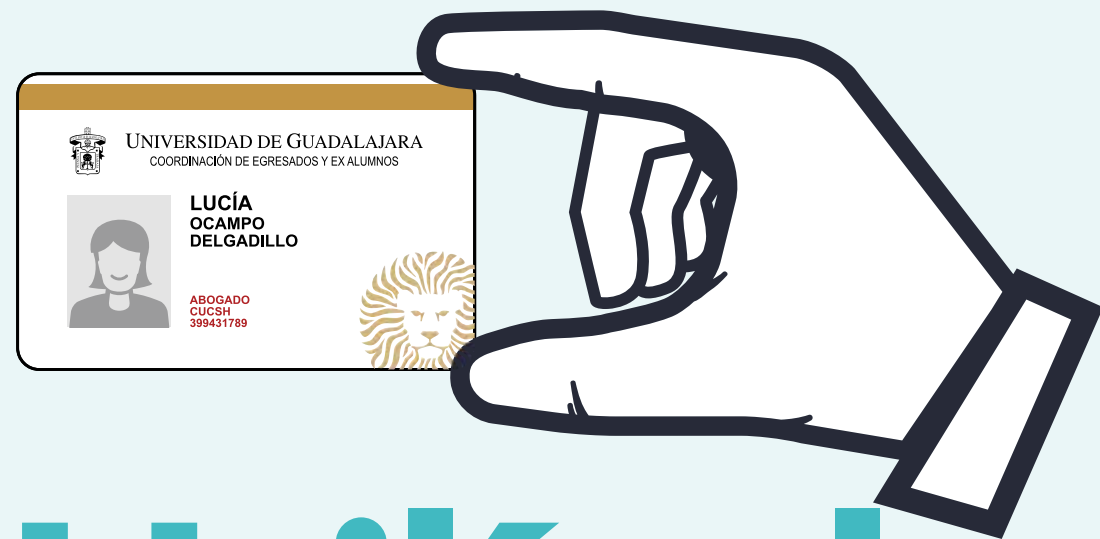 UNIVERSIDAD DE GUADALAJARA
COORDINACIÓN DE EGRESADOS Y EX ALUMNOS
LUCÍA
OCAMPO
DELGADILLO
ABOGADO
CUCSH
399431789